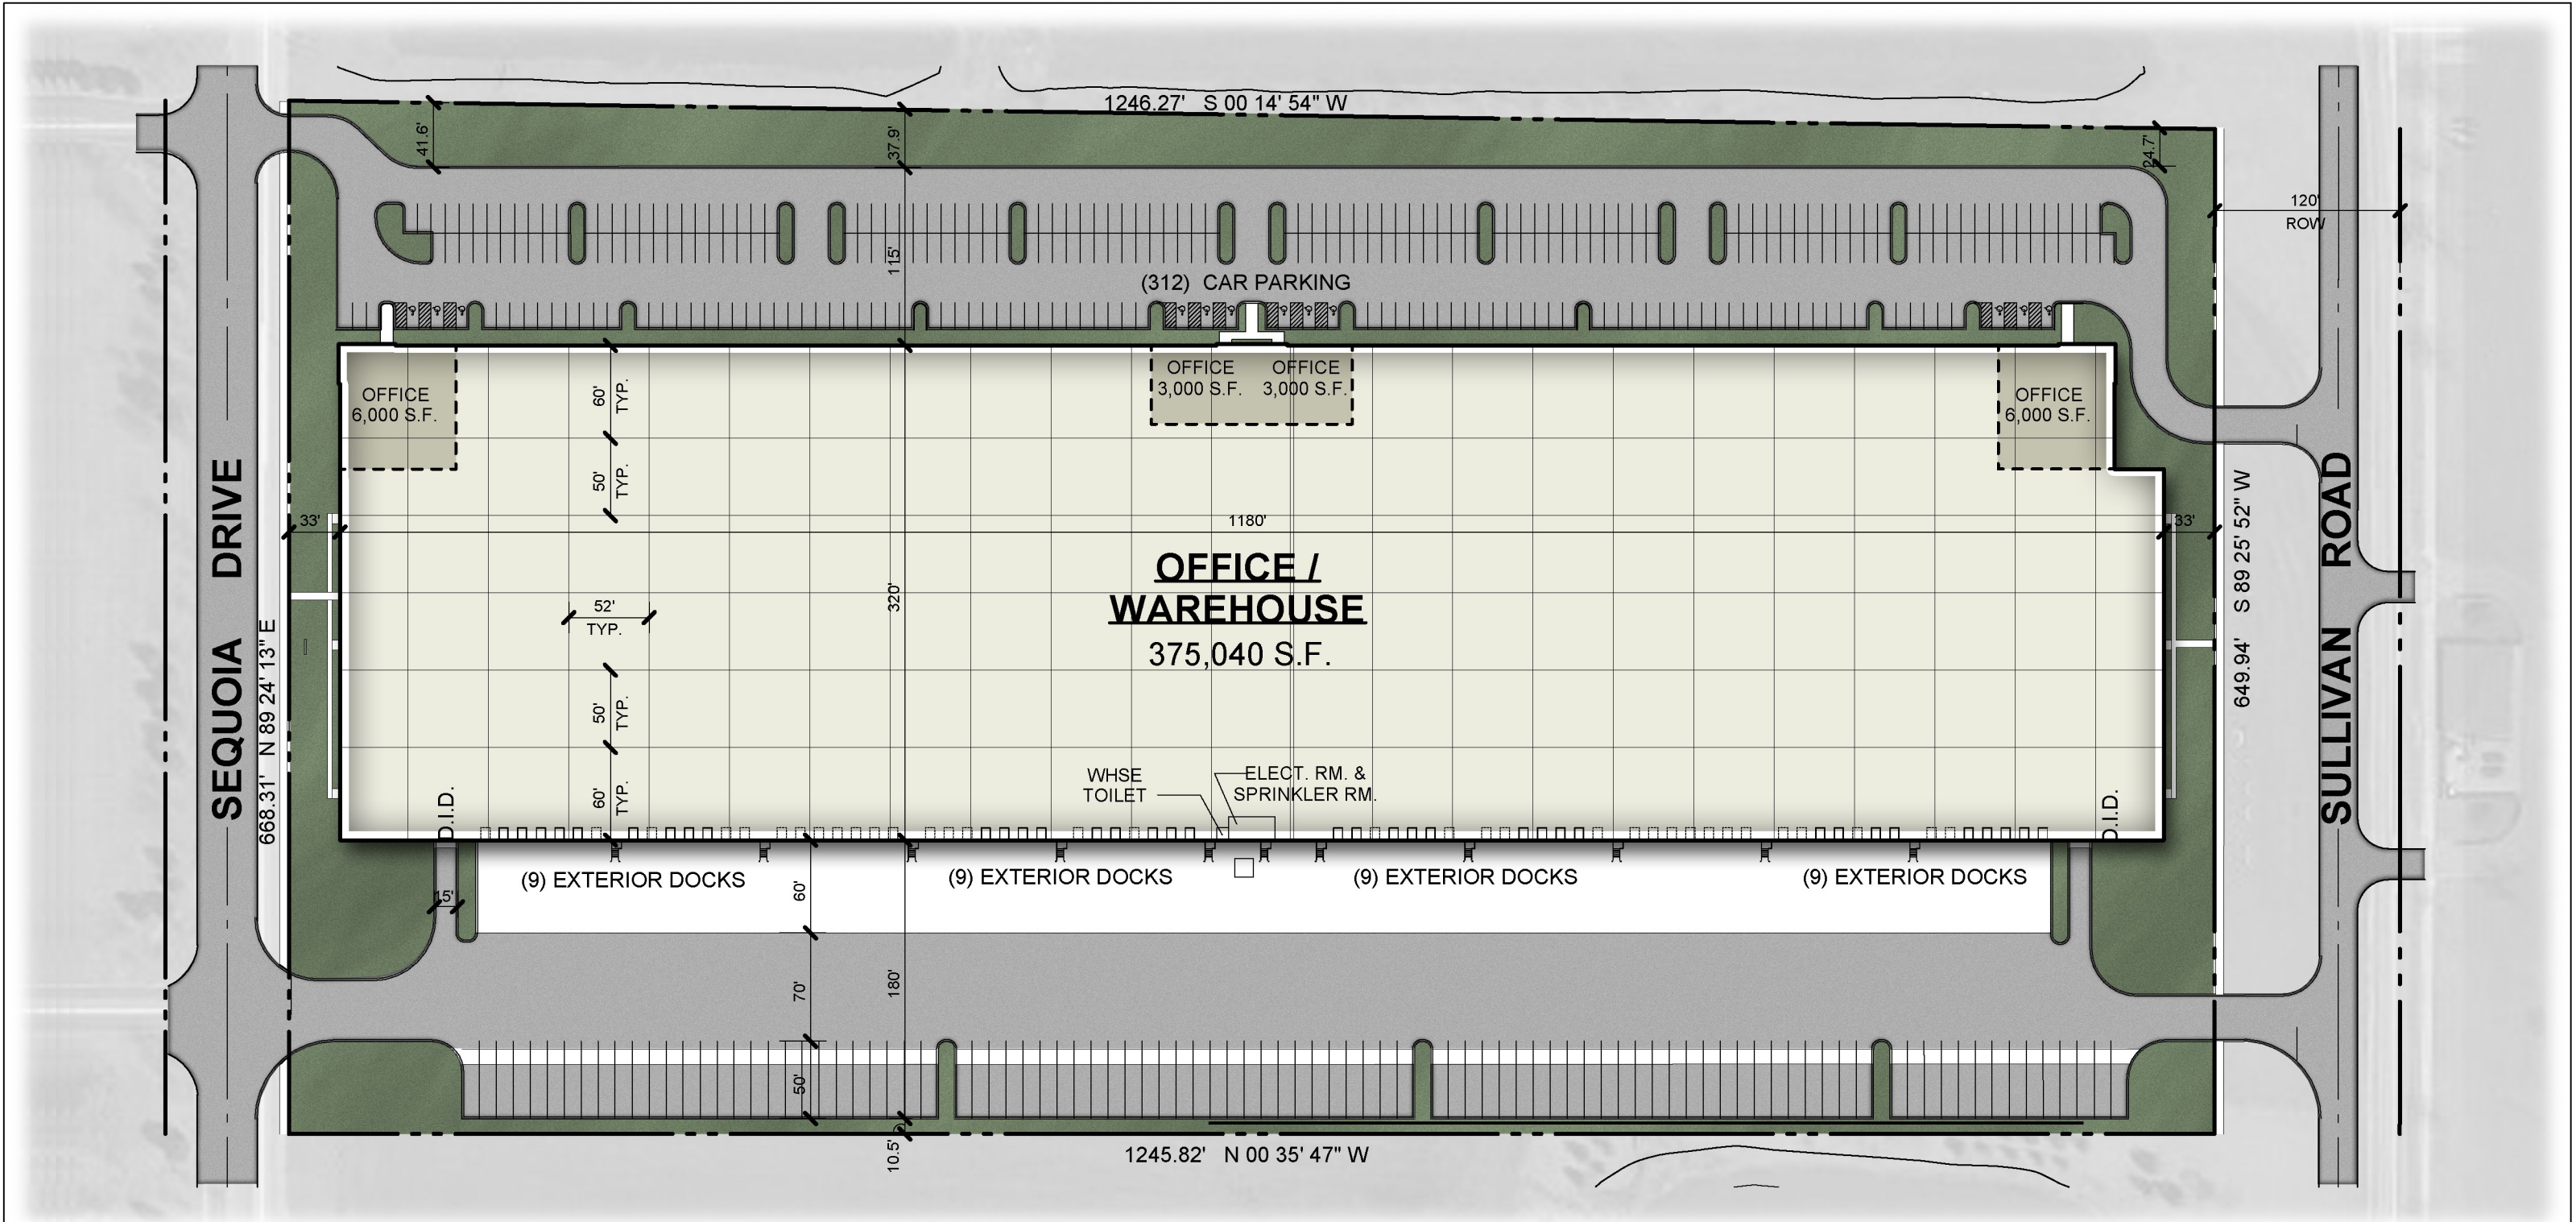 1246.27' S 00 14' 54" W
41.6'
37.9'
24.7'
120'
ROW
115'
(312) CAR PARKING
OFFICE
6,000 S.F.
OFFICE
3,000 S.F.
OFFICE
3,000 S.F.
OFFICE
6,000 S.F.
60'
TYP.
50'
TYP.
33'
1180'
33'
SEQUOIA DRIVE
668.31' N 89 24' 13" E
SULLIVAN ROAD
649.94' S 89 25' 52" W
OFFICE /
WAREHOUSE
375,040 S.F.
52'
TYP.
320'
50'
TYP.
60'
TYP.
WHSE
TOILET
ELECT. RM. &
SPRINKLER RM.
D.I.D.
D.I.D.
(9) EXTERIOR DOCKS
(9) EXTERIOR DOCKS
(9) EXTERIOR DOCKS
(9) EXTERIOR DOCKS
15'
60'
70'
180'
50'
10.5'
1245.82' N 00 35' 47" W